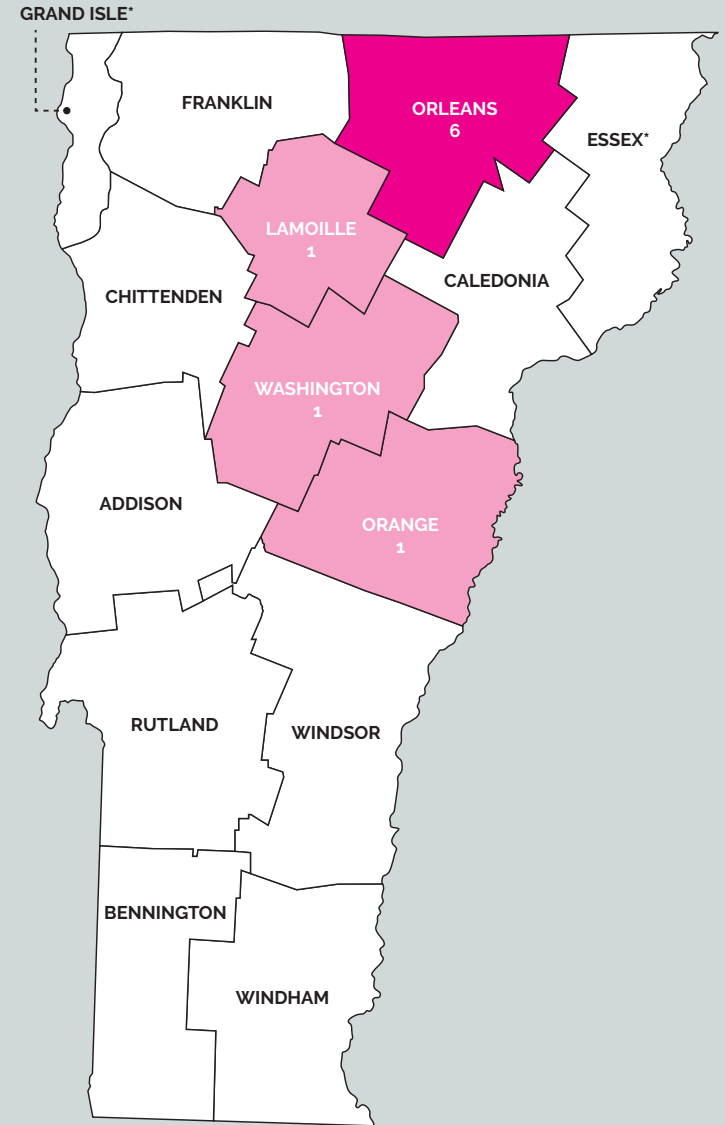 GRAND ISLE*
FRANKLIN
ORLEANS
6
ESSEX*
LAMOILLE
1
CALEDONIA
CHITTENDEN
WASHINGTON
1
ADDISON
ORANGE
1
RUTLAND
WINDSOR
BENNINGTON
WINDHAM